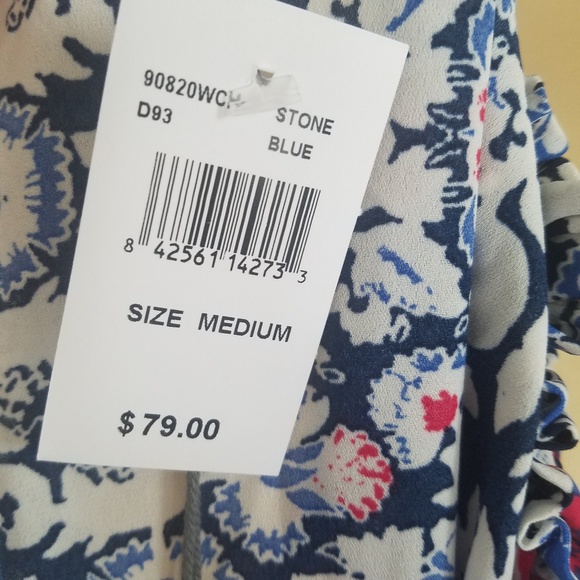 90820WCH STONE
D93 BLUE
8 42561 14273 3
SIZE MEDIUM
$79.00